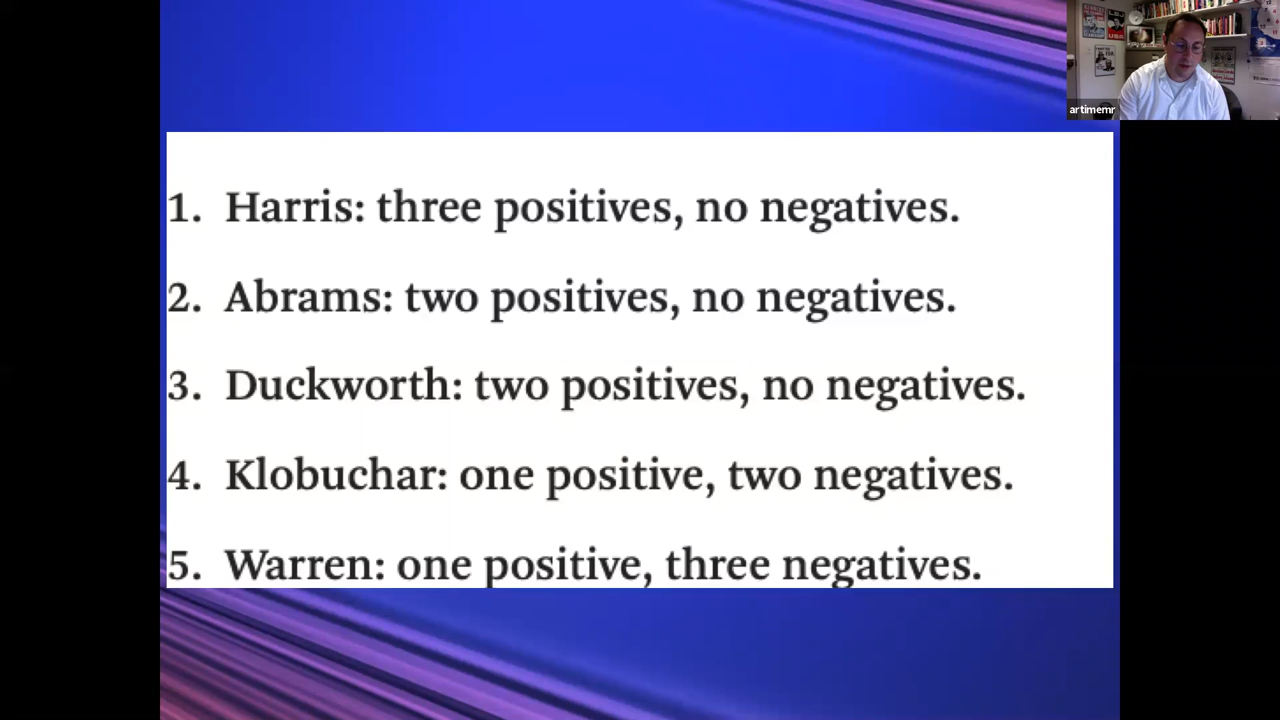 artimemr
1. Harris: three positives, no negatives.
2. Abrams: two positives, no negatives.
3. Duckworth: two positives, no negatives.
4. Klobuchar: one positive, two negatives.
5. Warren: one positive, three negatives.